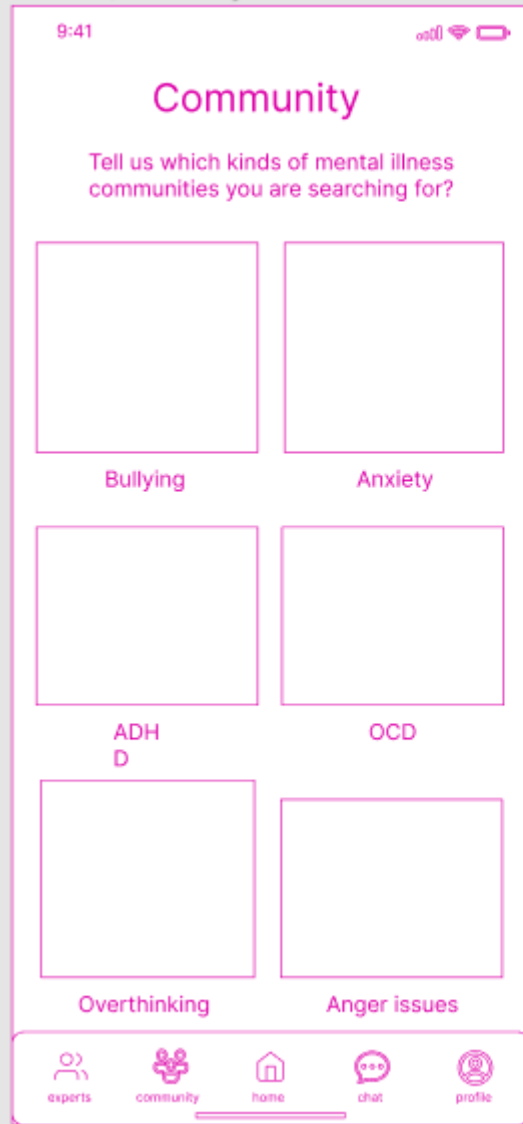 9:41
Community
Tell us which kinds of mental illness
communities you are searching for?
Bullying
Anxiety
ADH
D
OCD
Overthinking
Anger issues
experts
community
home
chat
profile